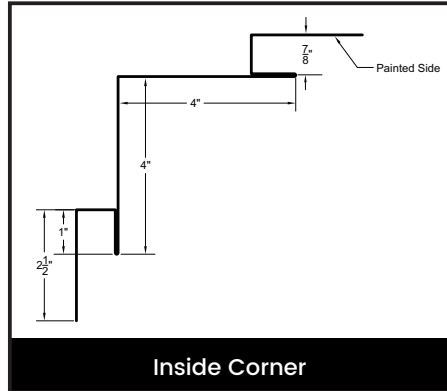 7/8"
Painted Side
4"
4"
1"
2 1/2"
Inside Corner